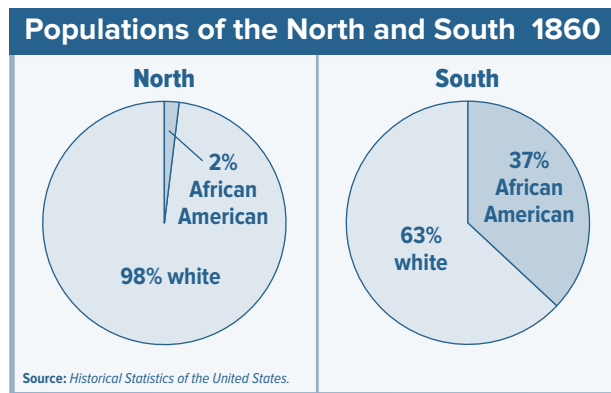 Populations of the North and South 1860
North
2%
African
American
98% white
South
37%
African
American
63%
white
Source: Historical Statistics of the United States.